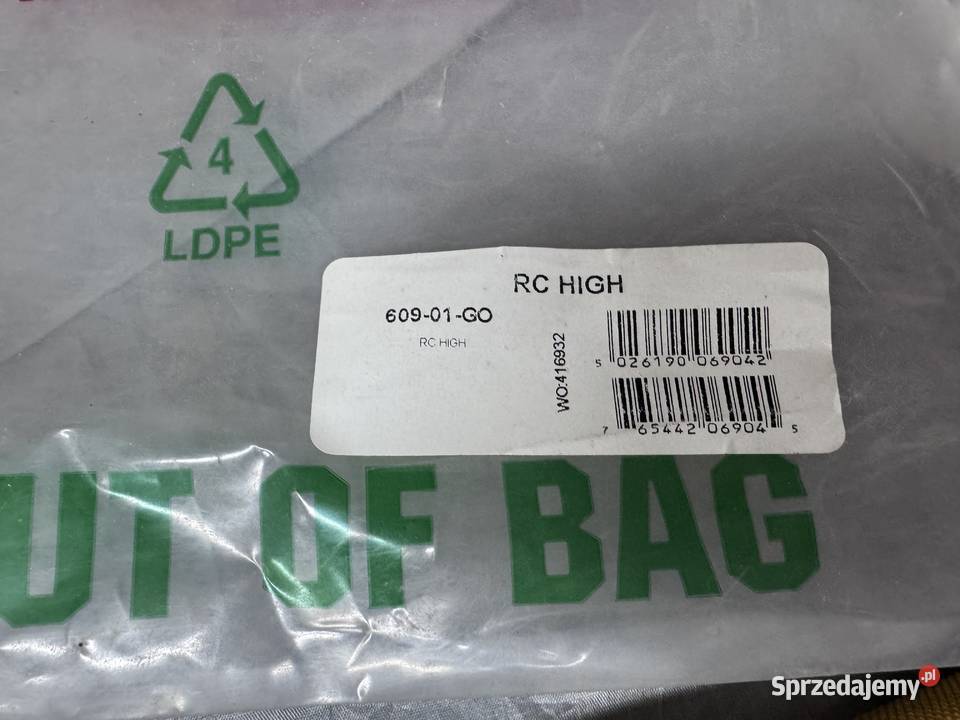 4
LDPE
RC HIGH
609-01-GO
RC HIGH
WO:416932
5 026190 069042
7 65442 06904 5
UT OF BAG
Sprzedajemy.pl